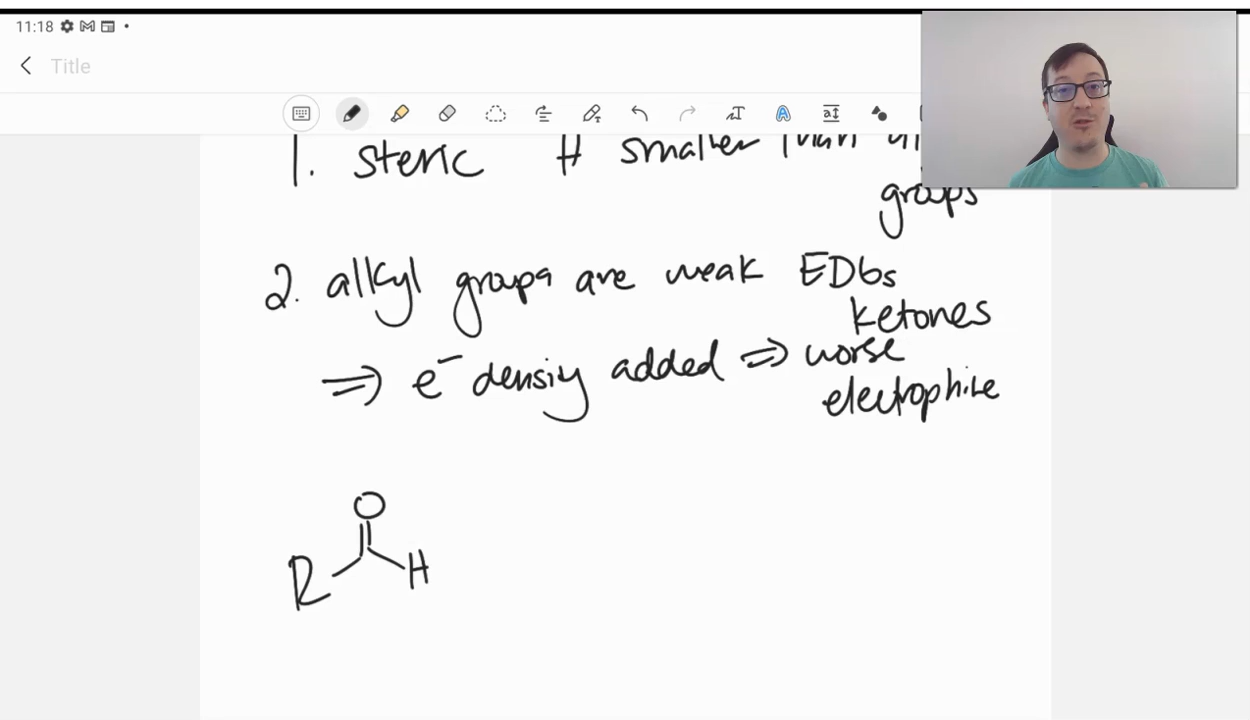 11:18
Title
1. steric H smaller than
groups
2. alkyl groups are weak EDGs
ketones
⇒ e⁻ density added ⇒ worse
electrophile
O
R H